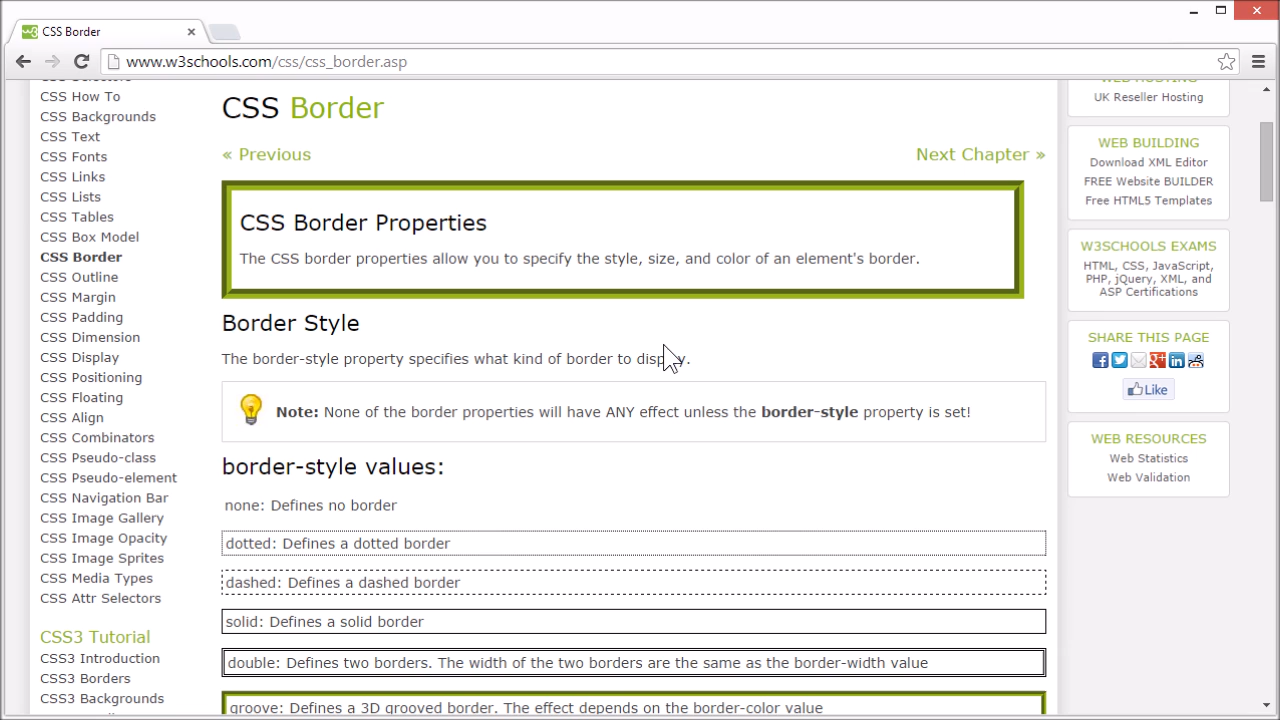 CSS Border
www.w3schools.com/css/css_border.asp
CSS How To
CSS Backgrounds
CSS Text
CSS Fonts
CSS Links
CSS Lists
CSS Tables
CSS Box Model
CSS Border
CSS Outline
CSS Margin
CSS Padding
CSS Dimension
CSS Display
CSS Positioning
CSS Floating
CSS Align
CSS Combinators
CSS Pseudo-class
CSS Pseudo-element
CSS Navigation Bar
CSS Image Gallery
CSS Image Opacity
CSS Image Sprites
CSS Media Types
CSS Attr Selectors
CSS3 Tutorial
CSS3 Introduction
CSS3 Borders
CSS3 Backgrounds
CSS Border
« Previous
Next Chapter »
CSS Border Properties
The CSS border properties allow you to specify the style, size, and color of an element's border.
Border Style
The border-style property specifies what kind of border to display.
Note: None of the border properties will have ANY effect unless the border-style property is set!
border-style values:
none: Defines no border
dotted: Defines a dotted border
dashed: Defines a dashed border
solid: Defines a solid border
double: Defines two borders. The width of the two borders are the same as the border-width value
groove: Defines a 3D grooved border. The effect depends on the border-color value
WEB HOSTING
UK Reseller Hosting
WEB BUILDING
Download XML Editor
FREE Website BUILDER
Free HTML5 Templates
W3SCHOOLS EXAMS
HTML, CSS, JavaScript,
PHP, jQuery, XML, and
ASP Certifications
SHARE THIS PAGE
Like
WEB RESOURCES
Web Statistics
Web Validation